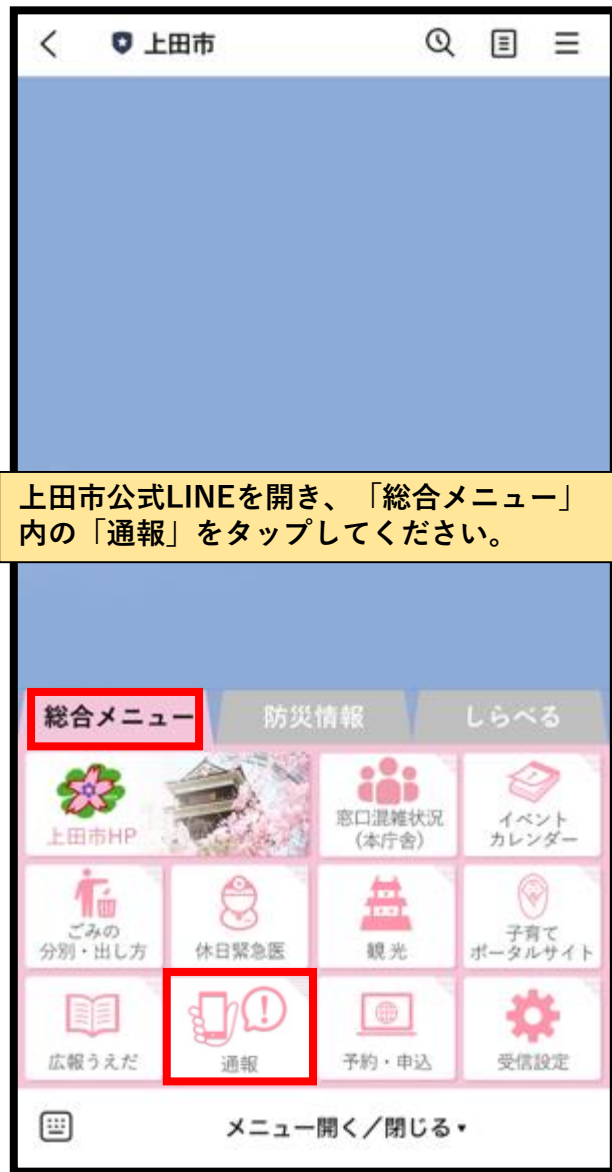 上田市
上田市公式LINEを開き、「総合メニュー」
内の「通報」をタップしてください。
総合メニュー
防災情報
しらべる
上田市HP
窓口混雑状況
(本庁舎)
イベント
カレンダー
ごみの
分別・出し方
休日緊急医
観光
子育て
ポータルサイト
広報うえだ
通報
予約・申込
受信設定
メニュー開く/閉じる▾